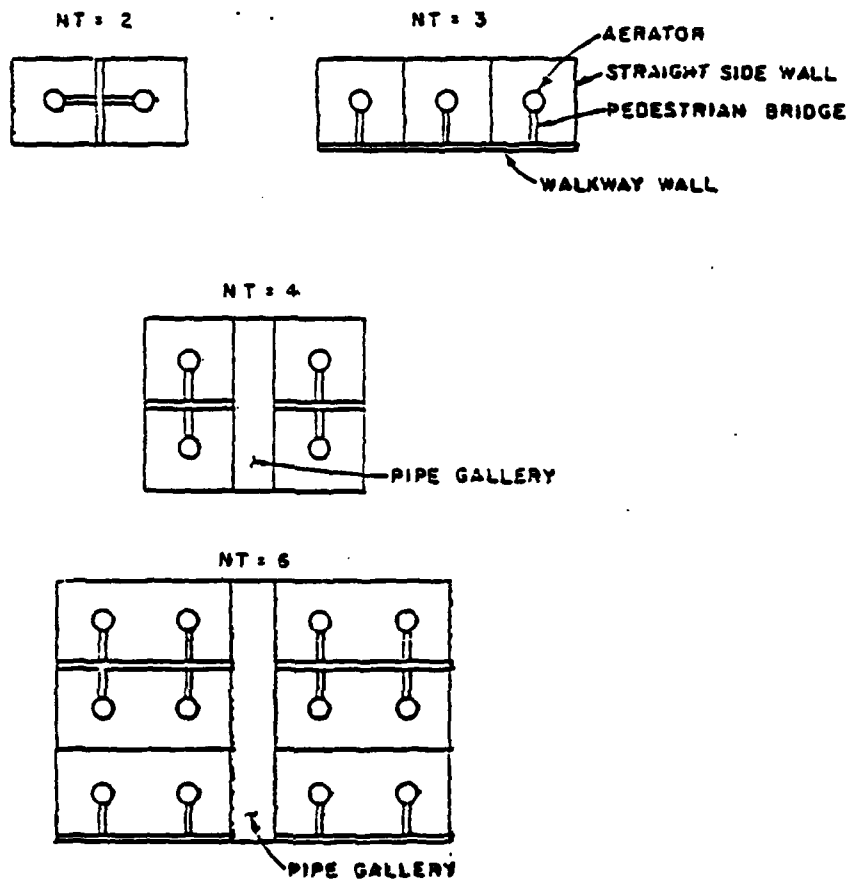 NT = 2
NT = 3
AERATOR
STRAIGHT SIDE WALL
PEDESTRIAN BRIDGE
WALKWAY WALL
NT = 4
PIPE GALLERY
NT = 6
PIPE GALLERY